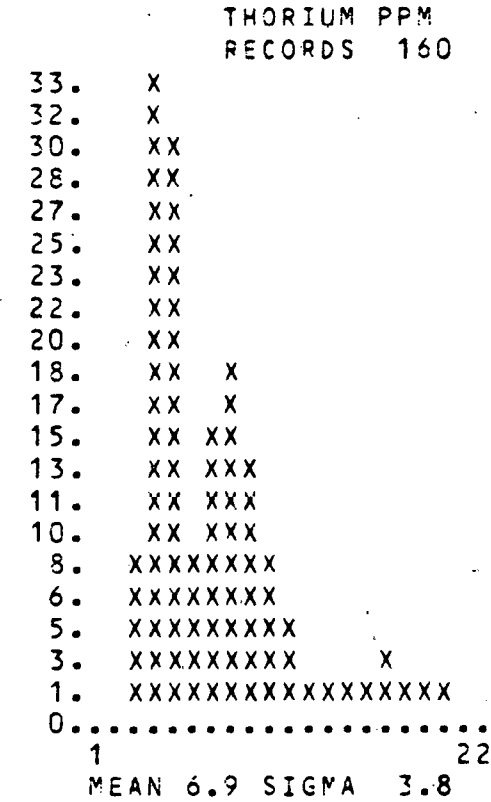 THORIUM PPM
RECORDS 160
33.    X
32.    X
30.    XX
28.    XX
27.    XX
25.    XX
23.    XX
22.    XX
20.    XX
18.    XX  X
17.    XX  X
15.    XX XX
13.    XX XXX
11.    XX XXX
10.    XX XXX
 8.   XXXXXXXX
 6.   XXXXXXXX
 5.   XXXXXXXXX
 3.   XXXXXXXXX    X
 1.   XXXXXXXXXXXXXXXXX
 0.......................
1 22
MEAN 6.9 SIGMA 3.8